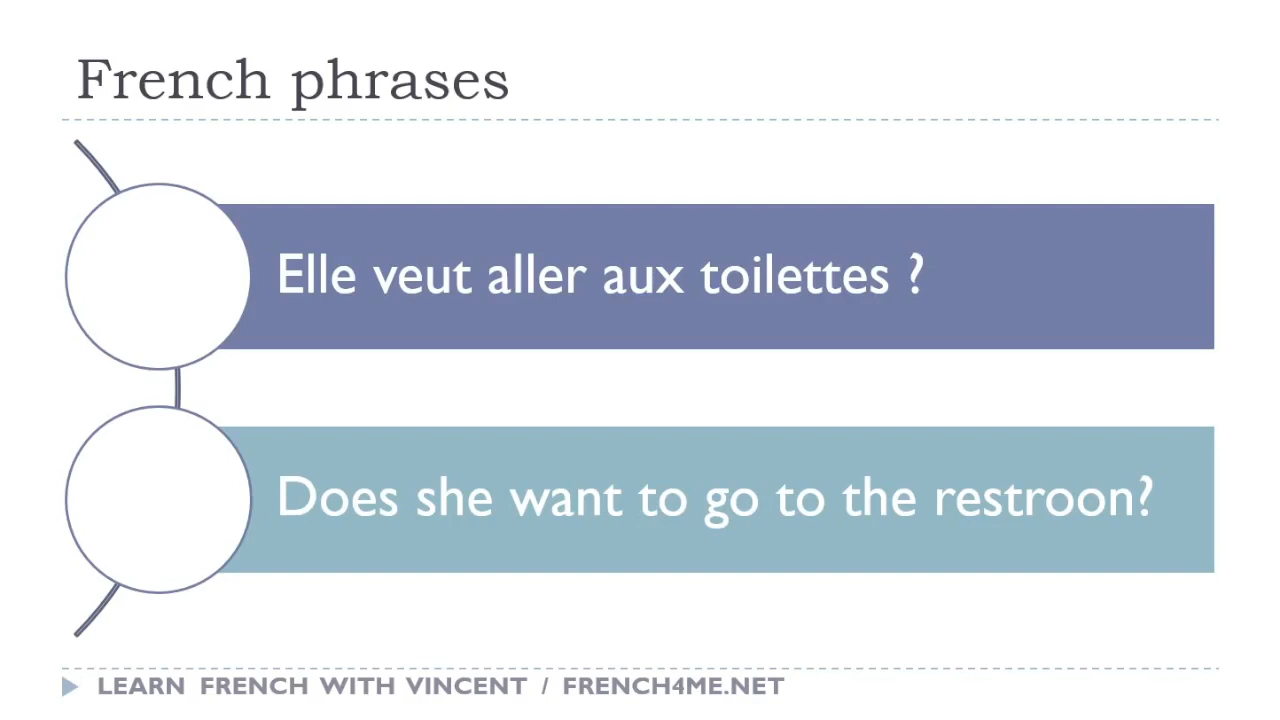 French phrases
Elle veut aller aux toilettes ?
Does she want to go to the restroon?
LEARN FRENCH WITH VINCENT / FRENCH4ME.NET